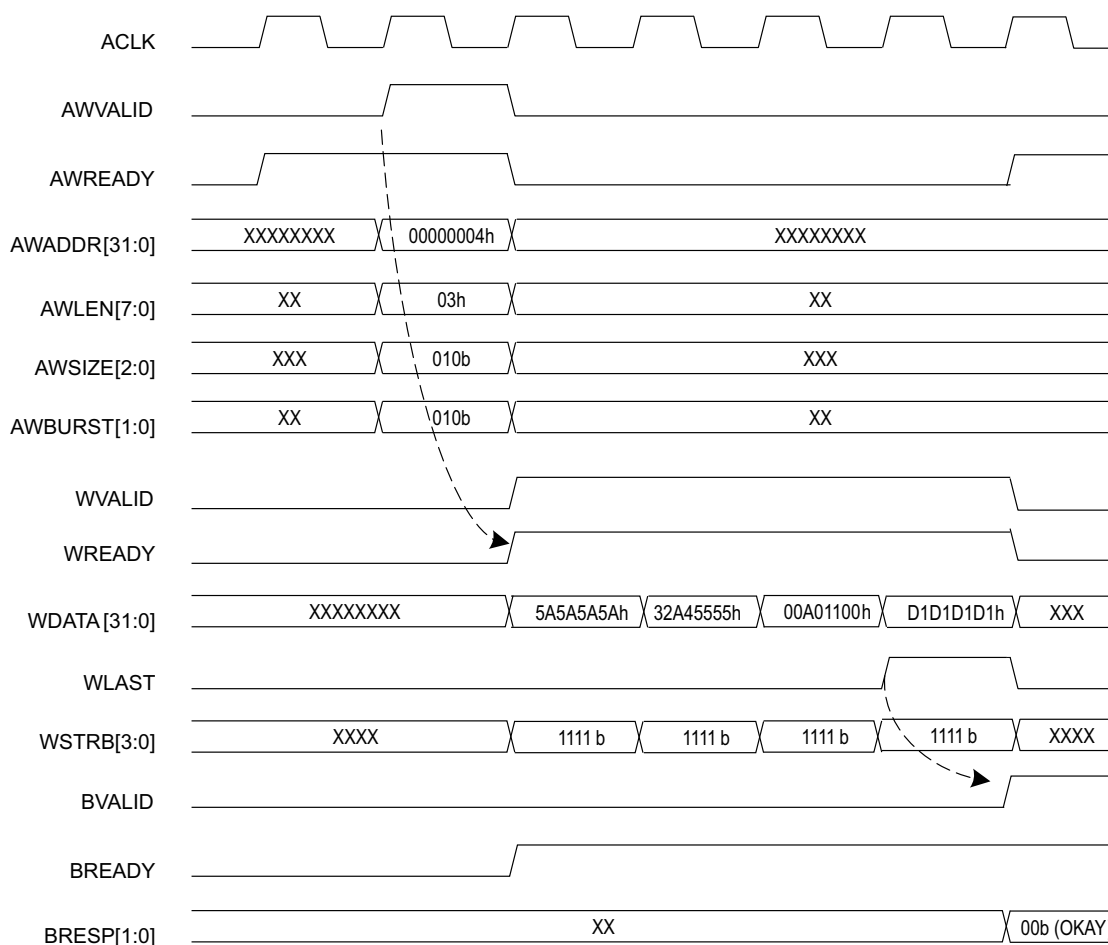 ACLK
AWVALID
AWREADY
AWADDR[31:0] XXXXXXXX 00000004h XXXXXXXX
AWLEN[7:0] XX 03h XX
AWSIZE[2:0] XXX 010b XXX
AWBURST[1:0] XX 010b XX
WVALID
WREADY
WDATA[31:0] XXXXXXXX 5A5A5A5Ah 32A45555h 00A01100h D1D1D1D1h XXX
WLAST
WSTRB[3:0] XXXX 1111 b 1111 b 1111 b 1111 b XXXX
BVALID
BREADY
BRESP[1:0] XX 00b (OKAY